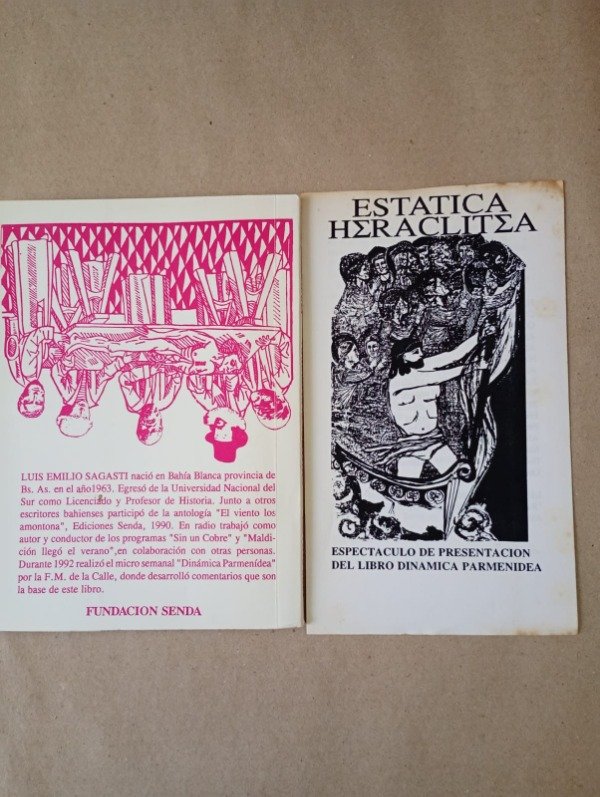 LUIS EMILIO SAGASTI nació en Bahía Blanca provincia de
Bs. As. en el año1963. Egresó de la Universidad Nacional del
Sur como Licenciado y Profesor de Historia. Junto a otros
escritores bahienses participó de la antología "El viento los
amontona", Ediciones Senda, 1990. En radio trabajó como
autor y conductor de los programas "Sin un Cobre" y "Maldi-
ción llegó el verano",en colaboración con otras personas.
Durante 1992 realizó el micro semanal "Dinámica Parmenídea"
por la F.M. de la Calle, donde desarrolló comentarios que son
la base de este libro.
FUNDACION SENDA
ESTATICA
HΣRACLITΣA
ESPECTACULO DE PRESENTACION
DEL LIBRO DINAMICA PARMENIDEA